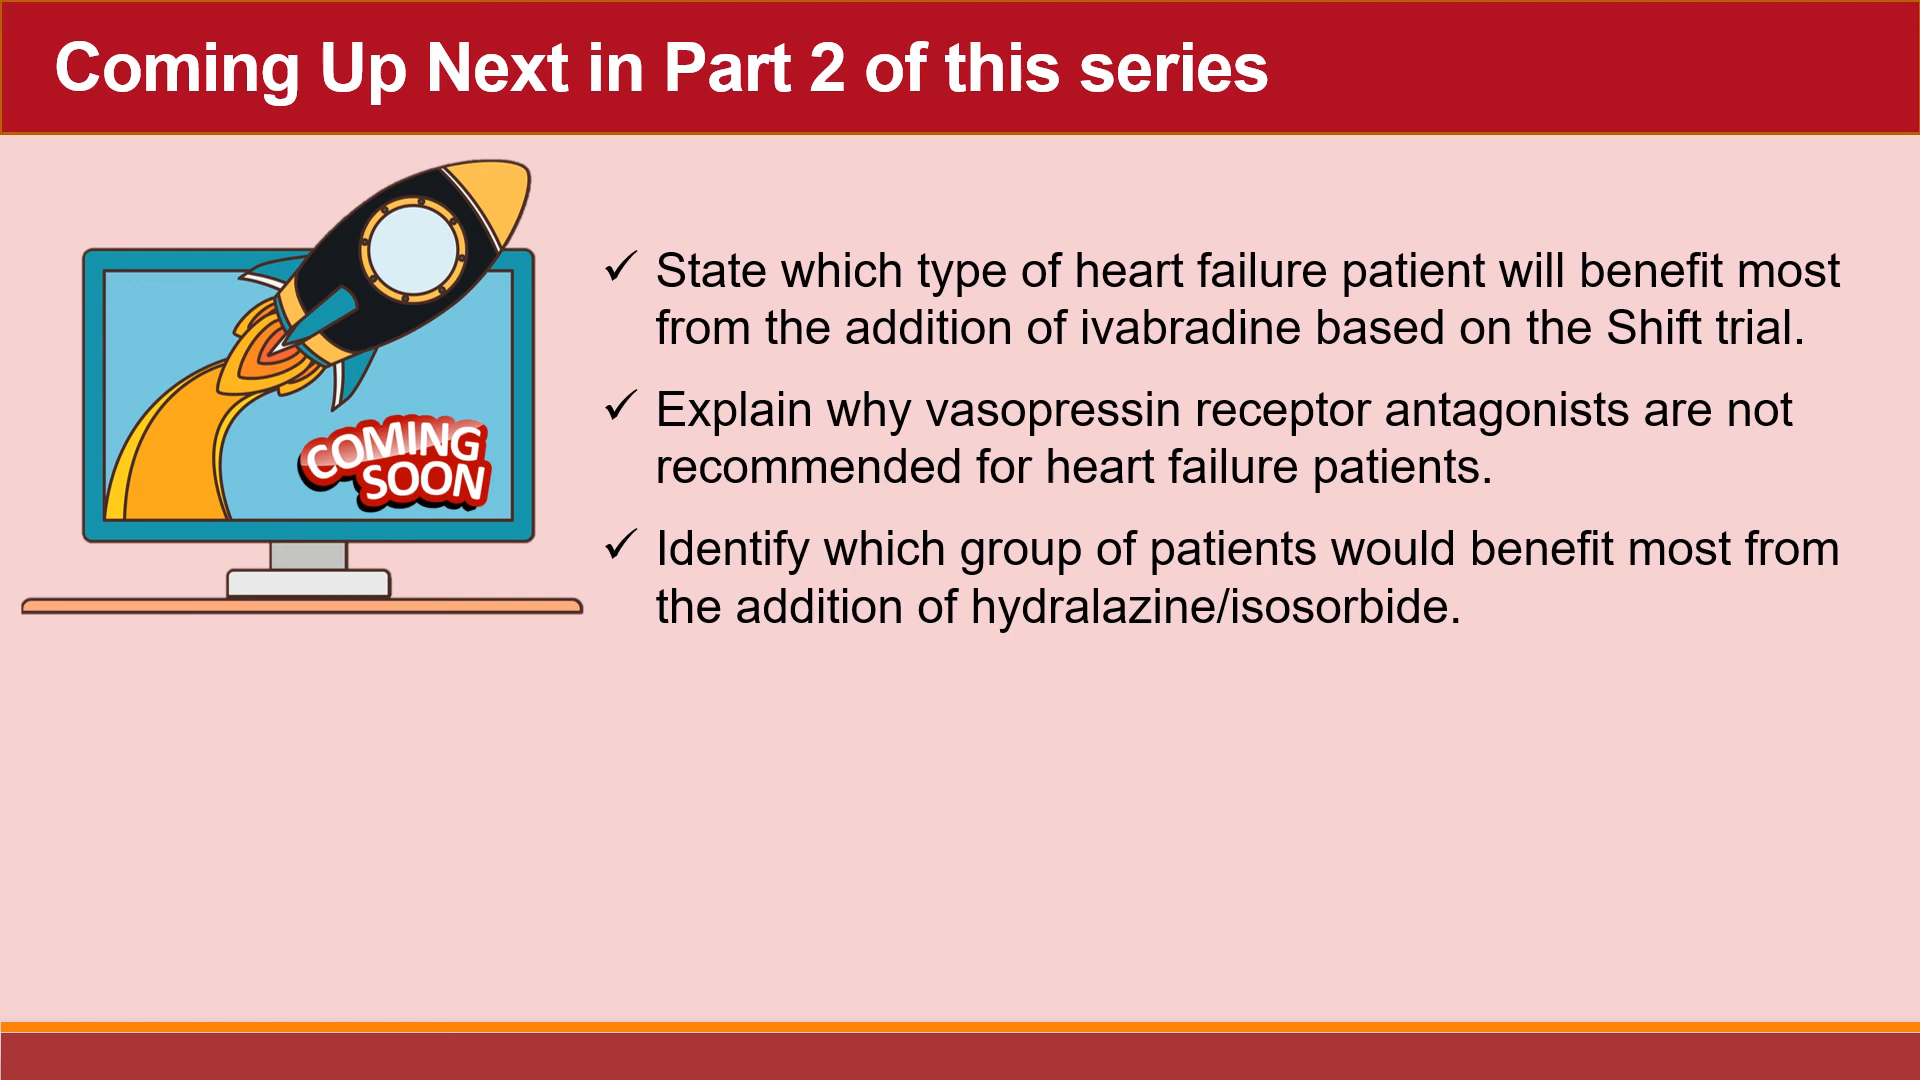 Coming Up Next in Part 2 of this series
COMING
SOON
✓ State which type of heart failure patient will benefit most
from the addition of ivabradine based on the Shift trial.
✓ Explain why vasopressin receptor antagonists are not
recommended for heart failure patients.
✓ Identify which group of patients would benefit most from
the addition of hydralazine/isosorbide.